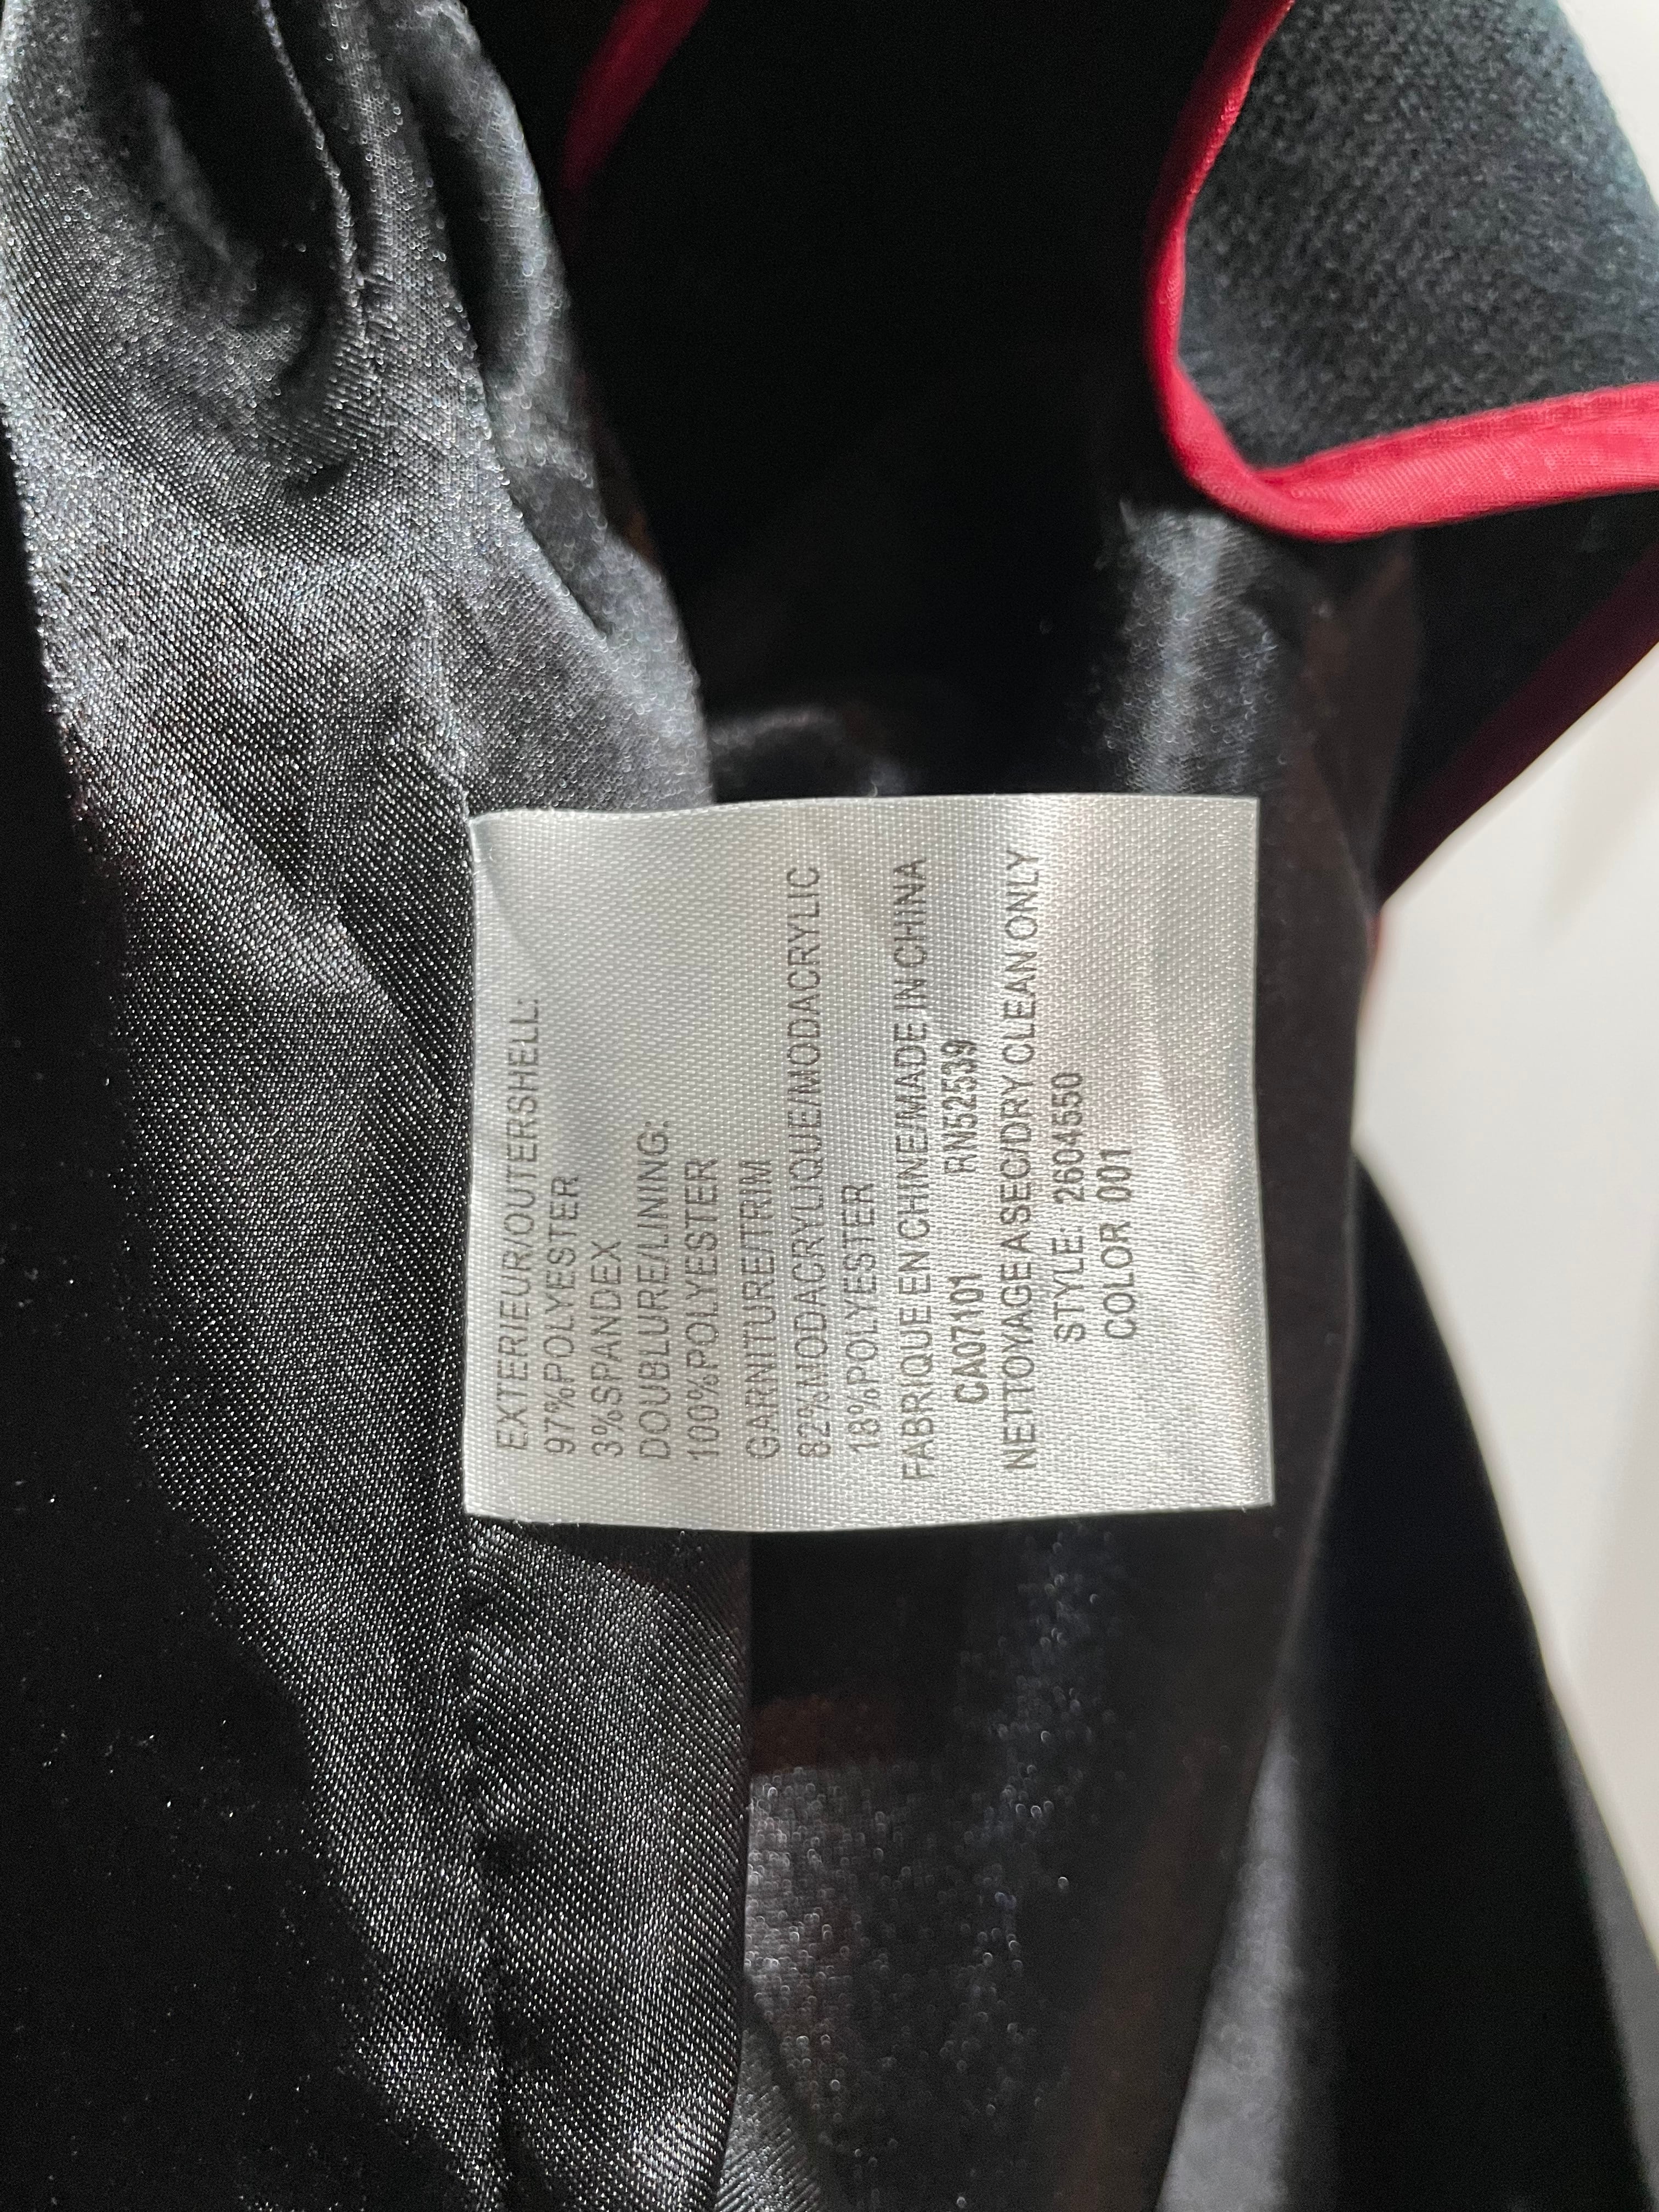 EXTERIEUR/OUTERSHELL:
97%POLYESTER
3%SPANDEX
DOUBLURE/LINING:
100%POLYESTER
GARNITURE/TRIM
82%MODACRYLIQUE/MODACRYLIC
18%POLYESTER
FABRIQUE EN CHINE/MADE IN CHINA
CA07101 RN52539
NETTOYAGE A SEC/DRY CLEAN ONLY
STYLE: 2604550
COLOR 001